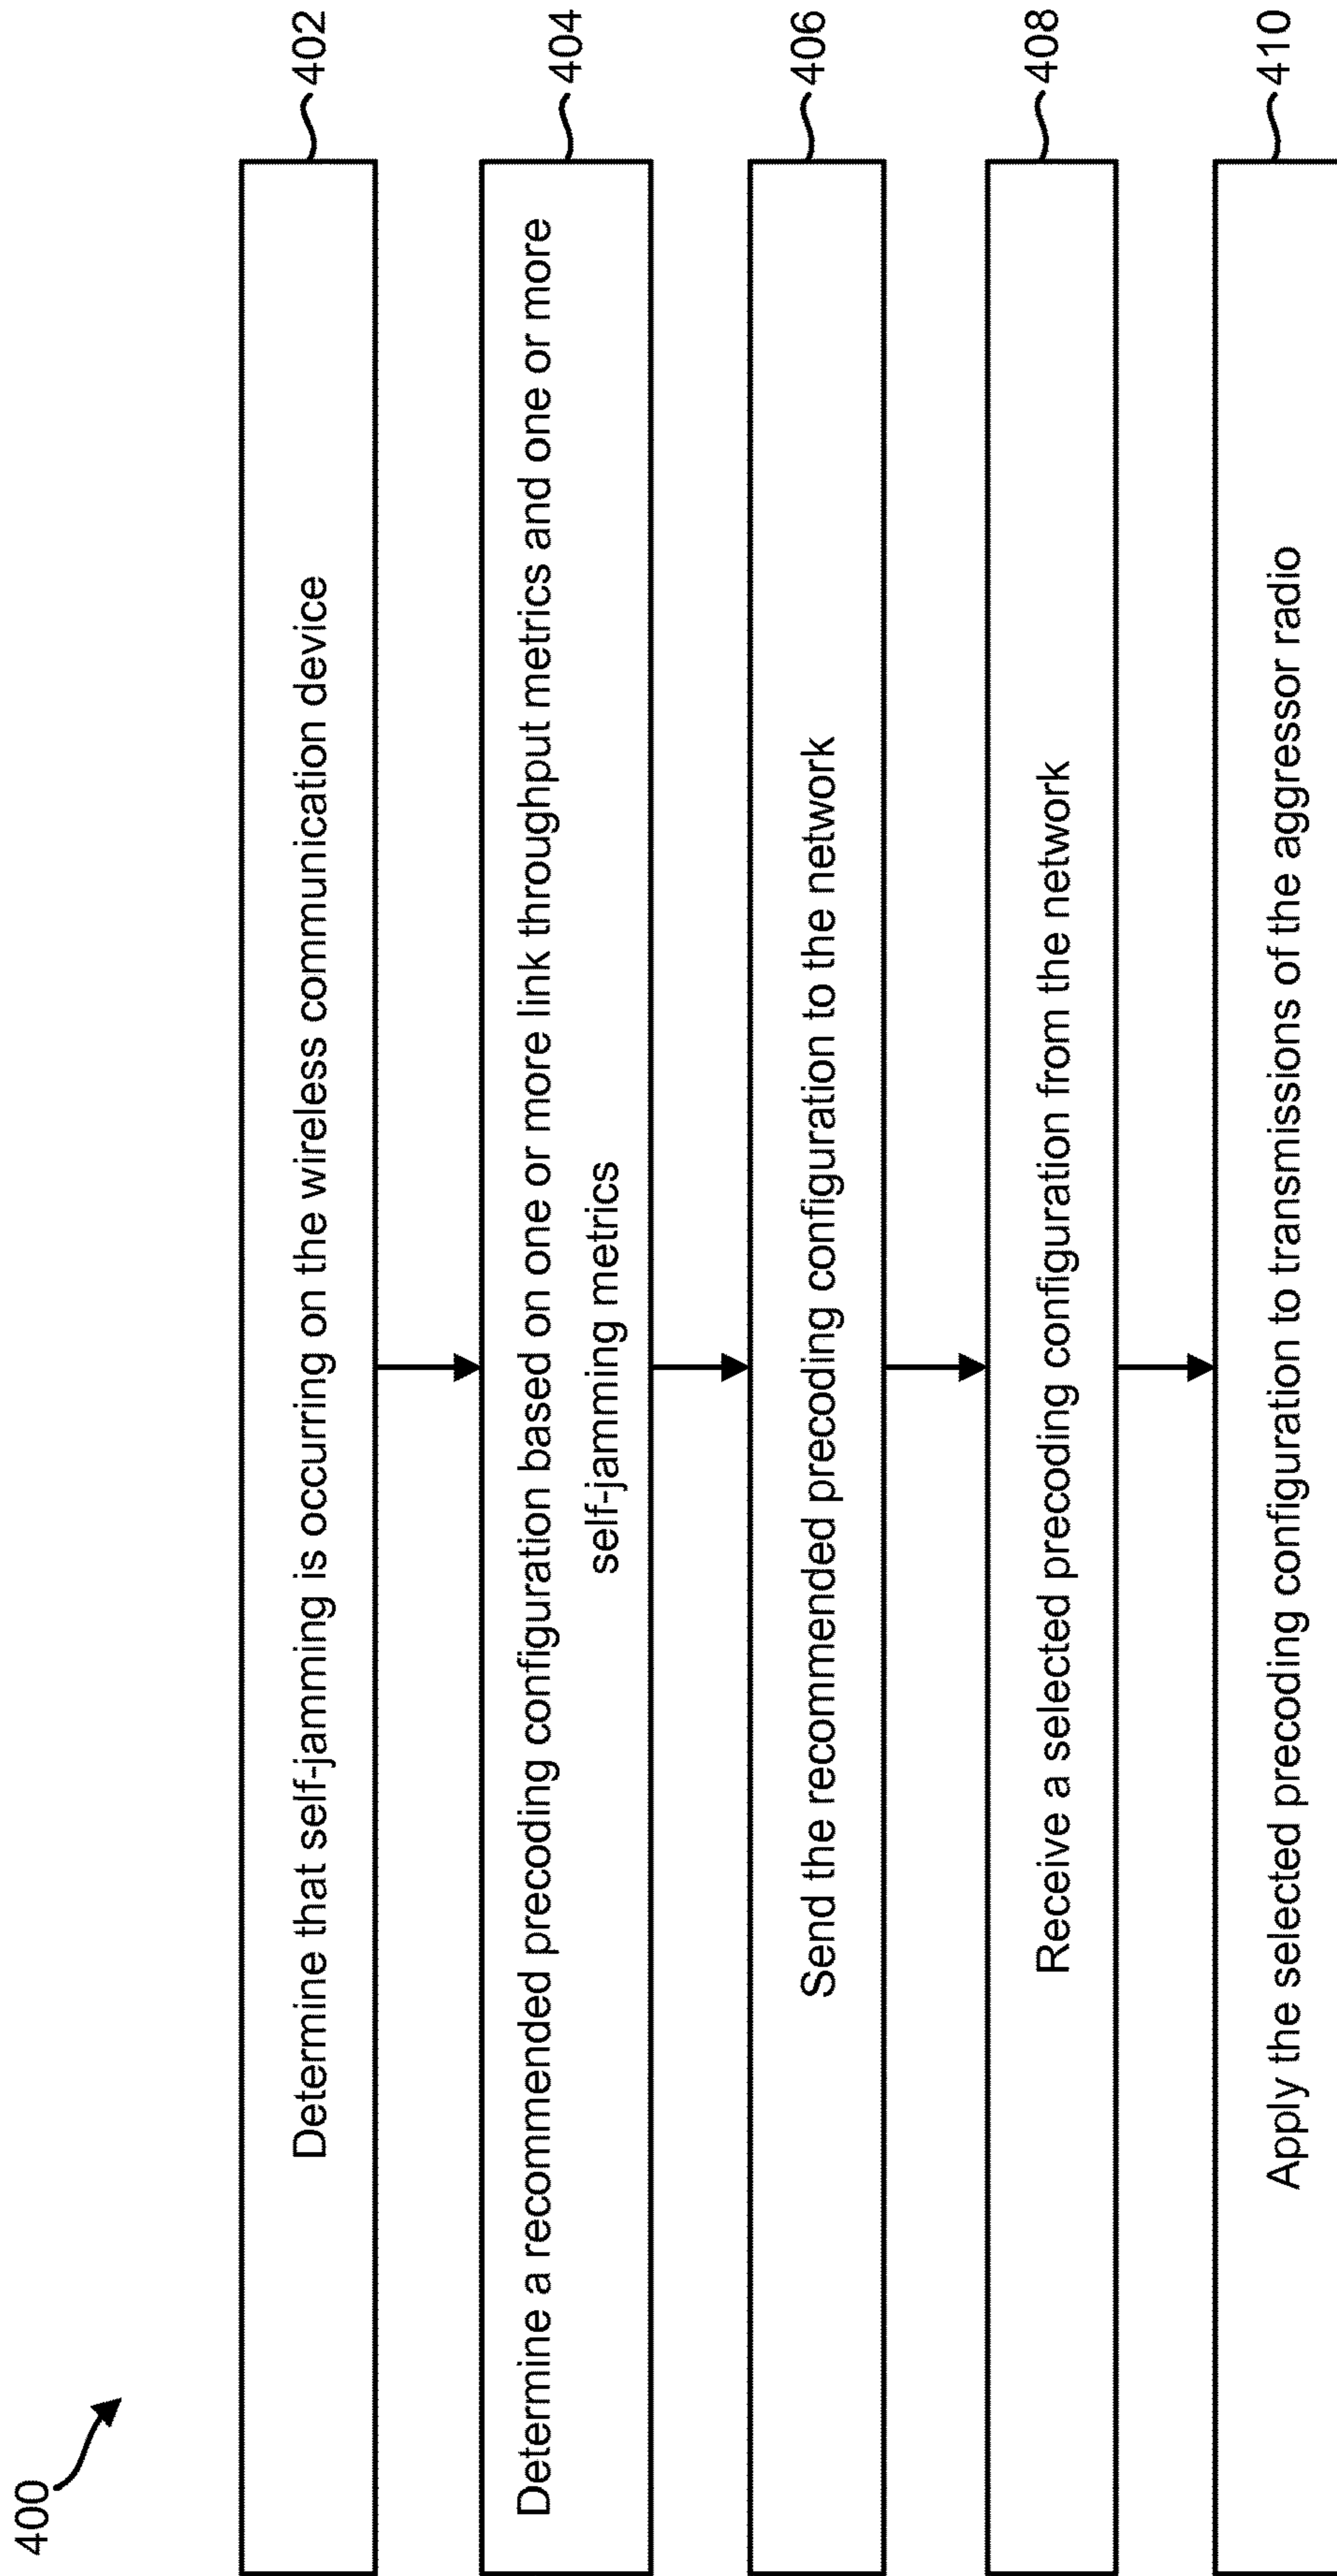 400
Determine that self-jamming is occurring on the wireless communication device
402
Determine a recommended precoding configuration based on one or more link throughput metrics and one or more
self-jamming metrics
404
Send the recommended precoding configuration to the network
406
Receive a selected precoding configuration from the network
408
Apply the selected precoding configuration to transmissions of the aggressor radio
410